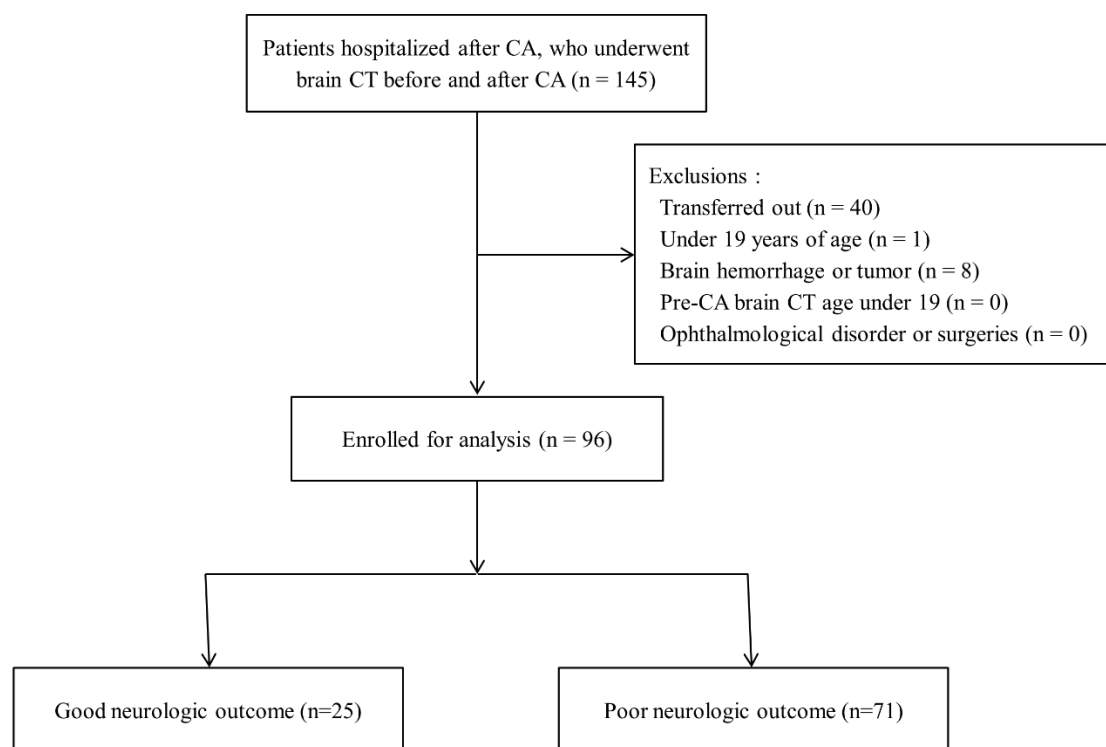 Patients hospitalized after CA, who underwent
brain CT before and after CA (n = 145)
Exclusions :
Transferred out (n = 40)
Under 19 years of age (n = 1)
Brain hemorrhage or tumor (n = 8)
Pre-CA brain CT age under 19 (n = 0)
Ophthalmological disorder or surgeries (n = 0)
Enrolled for analysis (n = 96)
Good neurologic outcome (n=25)
Poor neurologic outcome (n=71)